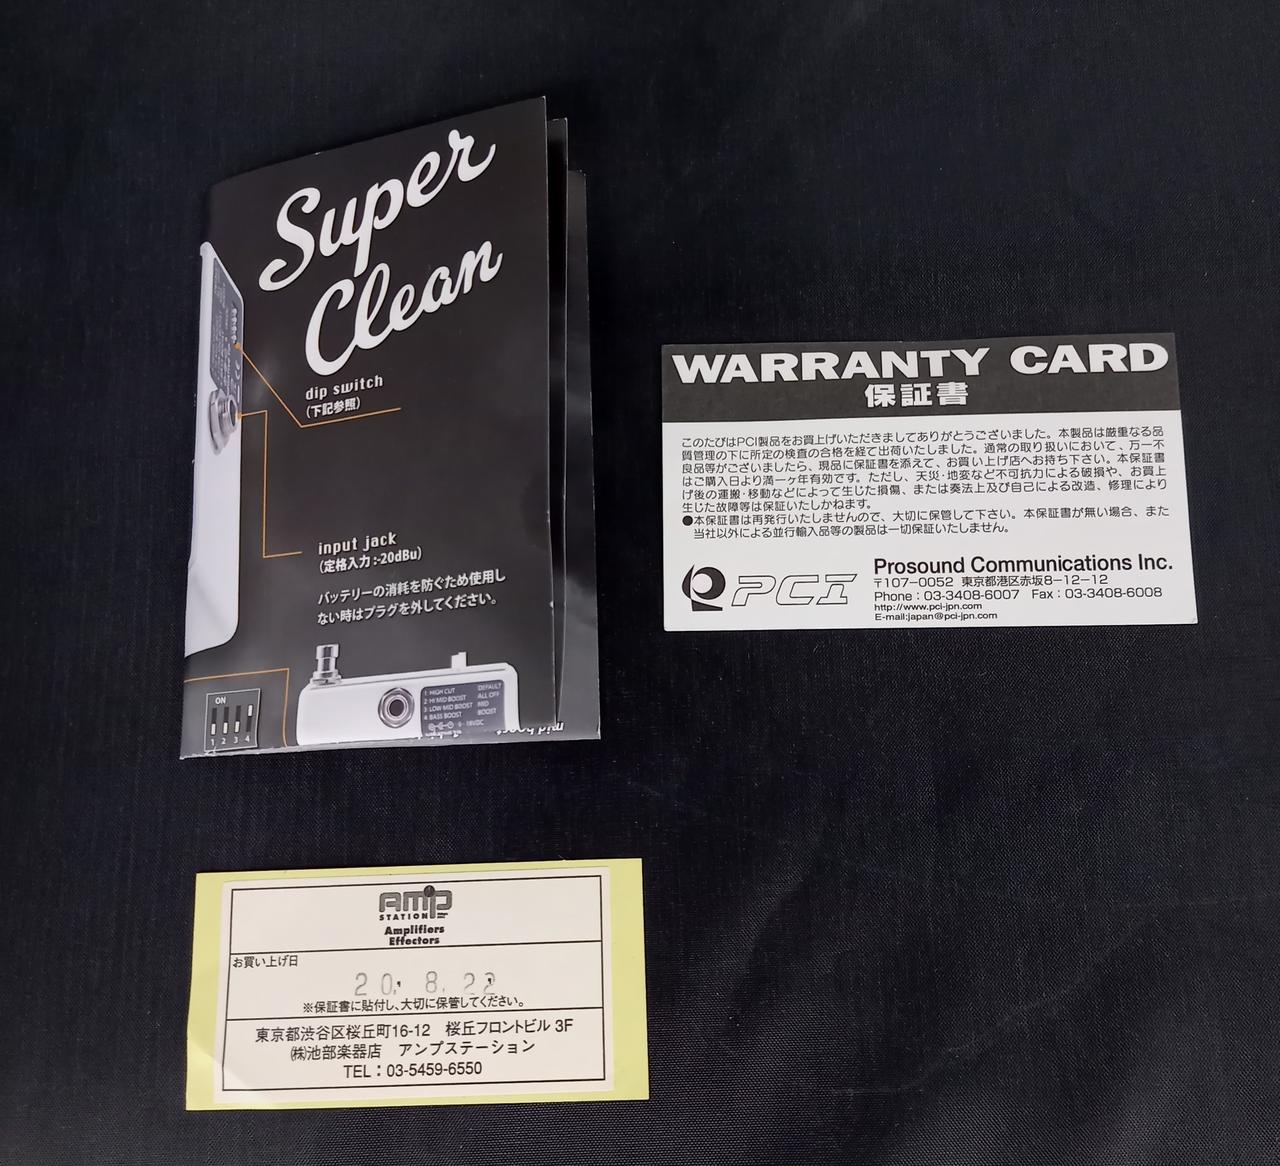 Super
Clean
dip switch
(下記参照)
input jack
(定格入力:-20dBu)
バッテリーの消耗を防ぐため使用し
ない時はプラグを外してください。
ON
1 2 3 4
1: HIGH CUT
2: HI MID BOOST
3: LOW MID BOOST
4: BASS BOOST
DEFAULT
ALL OFF
MID
BOOST
9 - 18VDC
WARRANTY CARD
保証書
このたびはPCI製品をお買上げいただきましてありがとうございました。本製品は厳重なる品
質管理の下に所定の検査の合格を経て出荷いたしました。通常の取り扱いにおいて、万一不
良品等がございましたら、現品に保証書を添えて、お買い上げ店へお持ち下さい。本保証書
はご購入日より満一ヶ年有効です。ただし、天災・地変など不可抗力による破損や、お買上
げ後の運搬・移動などによって生じた損傷、または奏法上及び自己による改造、修理により
生じた故障等は保証いたしかねます。
●本保証書は再発行いたしませんので、大切に保管して下さい。本保証書が無い場合、また
当社以外による並行輸入品等の製品は一切保証いたしません。
PCI
Prosound Communications Inc.
〒107-0052 東京都港区赤坂8-12-12
Phone：03-3408-6007 Fax：03-3408-6008
http://www.pci-jpn.com
E-mail:japan@pci-jpn.com
AMP
STATION
Amplifiers
Effectors
お買い上げ日
20. 8. 22
※保証書に貼付し、大切に保管してください。
東京都渋谷区桜丘町16-12 桜丘フロントビル 3F
㈱池部楽器店 アンプステーション
TEL：03-5459-6550